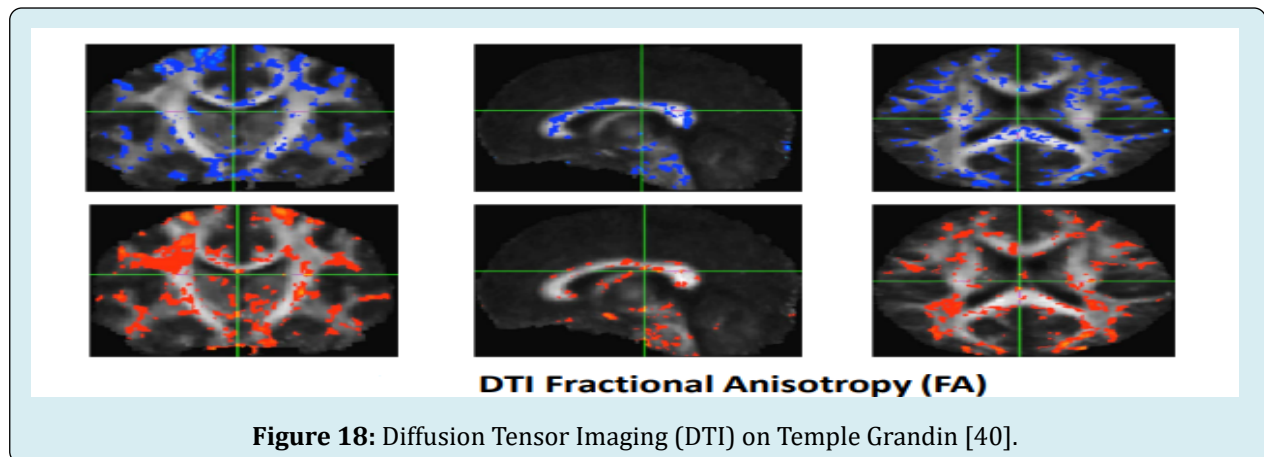 DTI Fractional Anisotropy (FA)
Figure 18: Diffusion Tensor Imaging (DTI) on Temple Grandin [40].